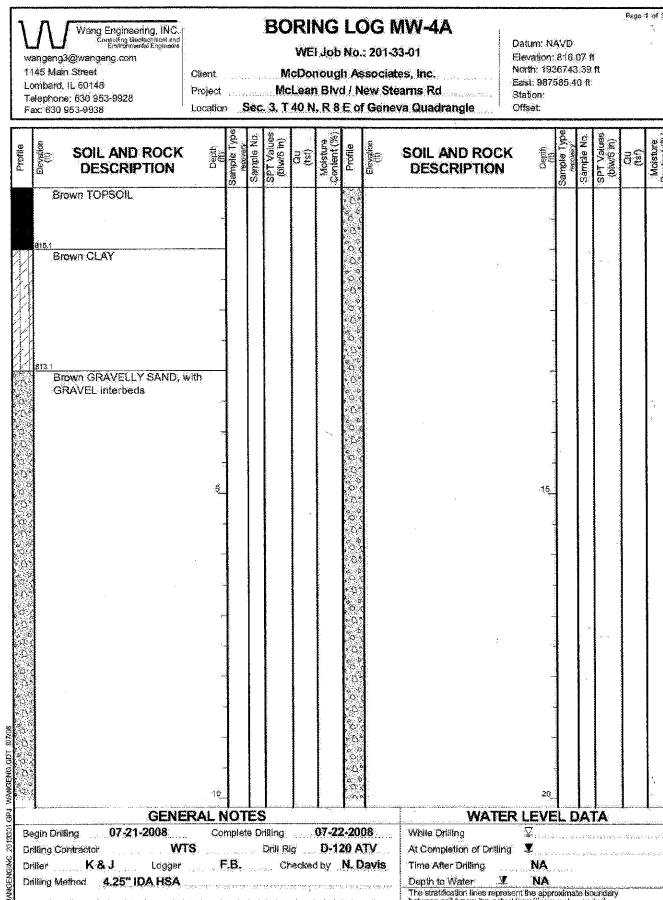 Page 1 of
Wang Engineering, INC.
Consulting Geotechnical and
Environmental Engineers
wangeng3@wangeng.com
1145 Main Street
Lombard, IL 60148
Telephone: 630 953-9928
Fax: 630 953-9938
BORING LOG MW-4A
WEI Job No.: 201-33-01
Client McDonough Associates, Inc.
Project McLean Blvd / New Stearns Rd
Location Sec. 3, T 40 N, R 8 E of Geneva Quadrangle
Datum: NAVD
Elevation: 816.07 ft
North: 1936743.39 ft
East: 987585.40 ft
Station:
Offset:
Profile
Elevation (ft)
SOIL AND ROCK DESCRIPTION
Depth (ft)
Sample Type
recovery
Sample No.
SPT Values (blw/6 in)
Qu (tsf)
Moisture Content (%)
Profile
Elevation (ft)
SOIL AND ROCK DESCRIPTION
Depth (ft)
Sample Type
recovery
Sample No.
SPT Values (blw/6 in)
Qu (tsf)
Moisture
Brown TOPSOIL
815.1
Brown CLAY
813.1
Brown GRAVELLY SAND, with
GRAVEL interbeds
5
15
10
20
GENERAL NOTES
Begin Drilling 07-21-2008 Complete Drilling 07-22-2008
Drilling Contractor WTS Drill Rig D-120 ATV
Driller K & J Logger F.B. Checked by N. Davis
Drilling Method 4.25" IDA HSA
WATER LEVEL DATA
While Drilling
At Completion of Drilling
Time After Drilling NA
Depth to Water NA
The stratification lines represent the approximate boundary